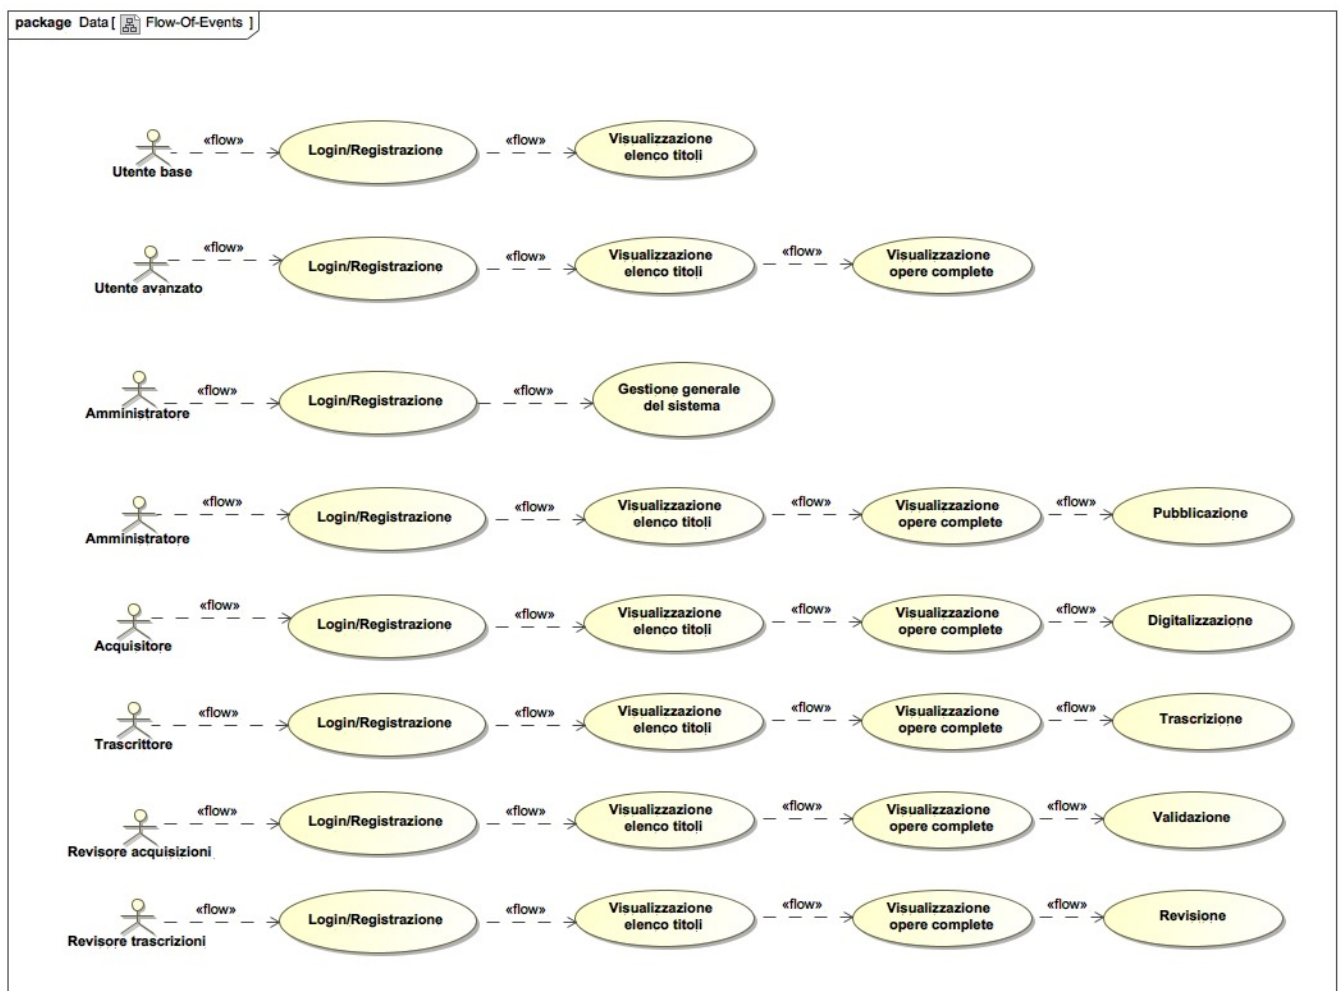 package Data [ Flow-Of-Events ]
«flow» «flow»
Utente base Login/Registrazione Visualizzazione
elenco titoli
«flow» «flow» «flow»
Utente avanzato Login/Registrazione Visualizzazione
elenco titoli
Visualizzazione
opere complete
«flow» «flow»
Amministratore Login/Registrazione Gestione generale
del sistema
«flow» «flow» «flow» «flow»
Amministratore Login/Registrazione Visualizzazione
elenco titoli
Visualizzazione
opere complete
Pubblicazione
«flow» «flow» «flow» «flow»
Acquisitore Login/Registrazione Visualizzazione
elenco titoli
Visualizzazione
opere complete
Digitalizzazione
«flow» «flow» «flow» «flow»
Trascrittore Login/Registrazione Visualizzazione
elenco titoli
Visualizzazione
opere complete
Trascrizione
«flow» «flow» «flow» «flow»
Revisore acquisizioni Login/Registrazione Visualizzazione
elenco titoli
Visualizzazione
opere complete
Validazione
«flow» «flow» «flow» «flow»
Revisore trascrizioni Login/Registrazione Visualizzazione
elenco titoli
Visualizzazione
opere complete
Revisione